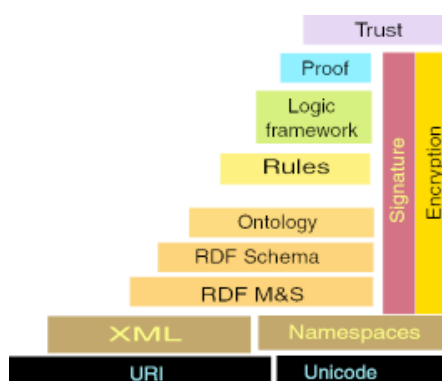 Trust
Proof
Logic
framework
Rules
Ontology
RDF Schema
RDF M&S
Signature
Encryption
XML
Namespaces
URI
Unicode